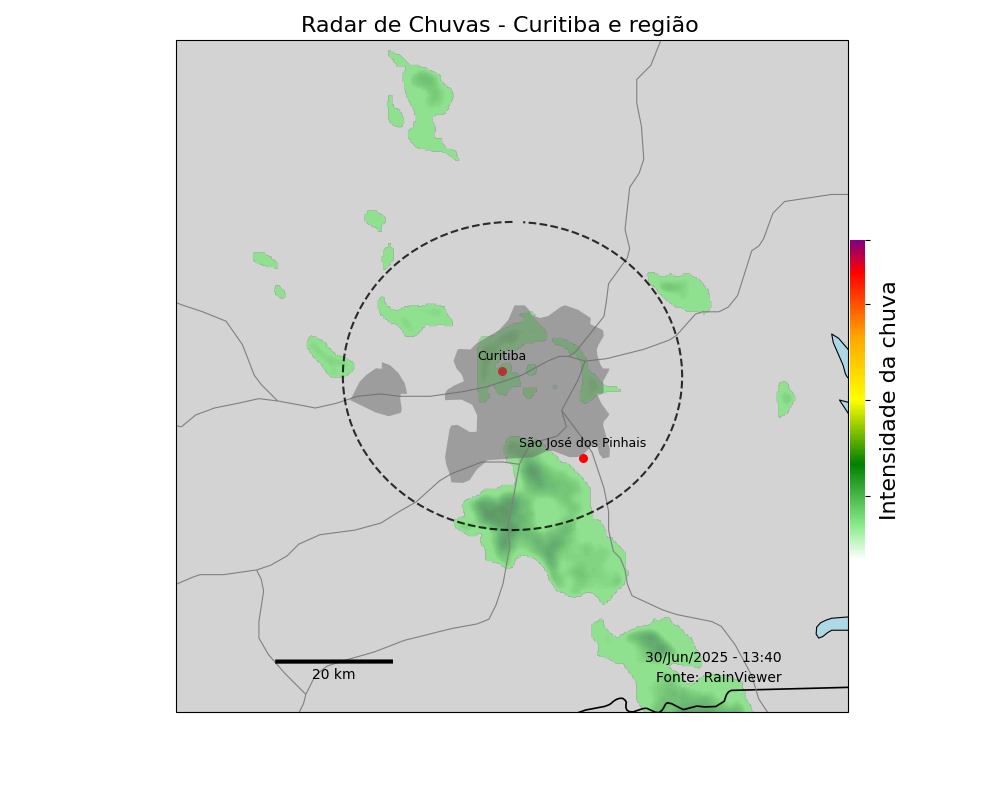 Radar de Chuvas - Curitiba e região
Curitiba
São José dos Pinhais
Intensidade da chuva
30/Jun/2025 - 13:40
Fonte: RainViewer
20 km